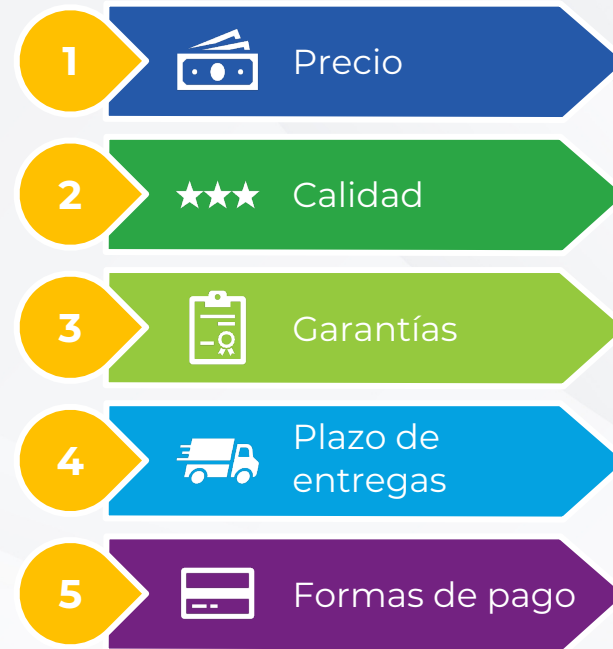 1
Precio
2
Calidad
3
Garantías
4
Plazo de
entregas
5
Formas de pago